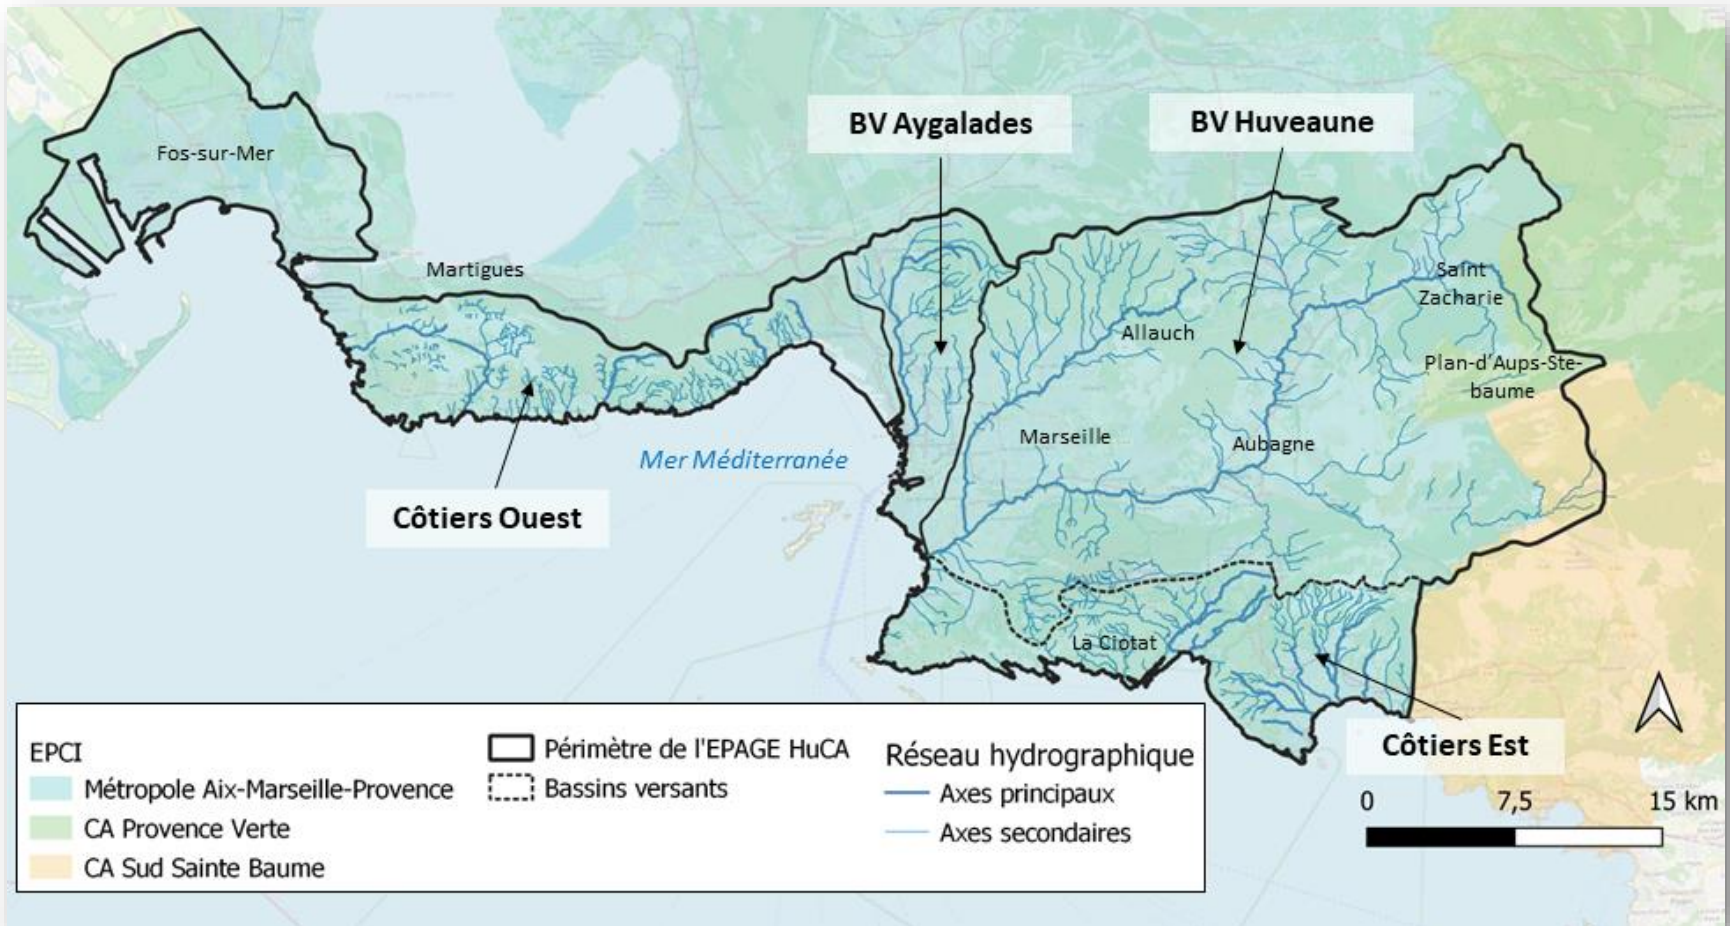 BV Aygalades
BV Huveaune
Fos-sur-Mer
Martigues
Saint
Zacharie
Allauch
Plan-d'Aups-Ste-
baume
Marseille
Aubagne
Mer Méditerranée
Côtiers Ouest
La Ciotat
Côtiers Est
EPCI
Métropole Aix-Marseille-Provence
CA Provence Verte
CA Sud Sainte Baume
Périmètre de l'EPAGE HuCA
Bassins versants
Réseau hydrographique
Axes principaux
Axes secondaires
0 7,5 15 km